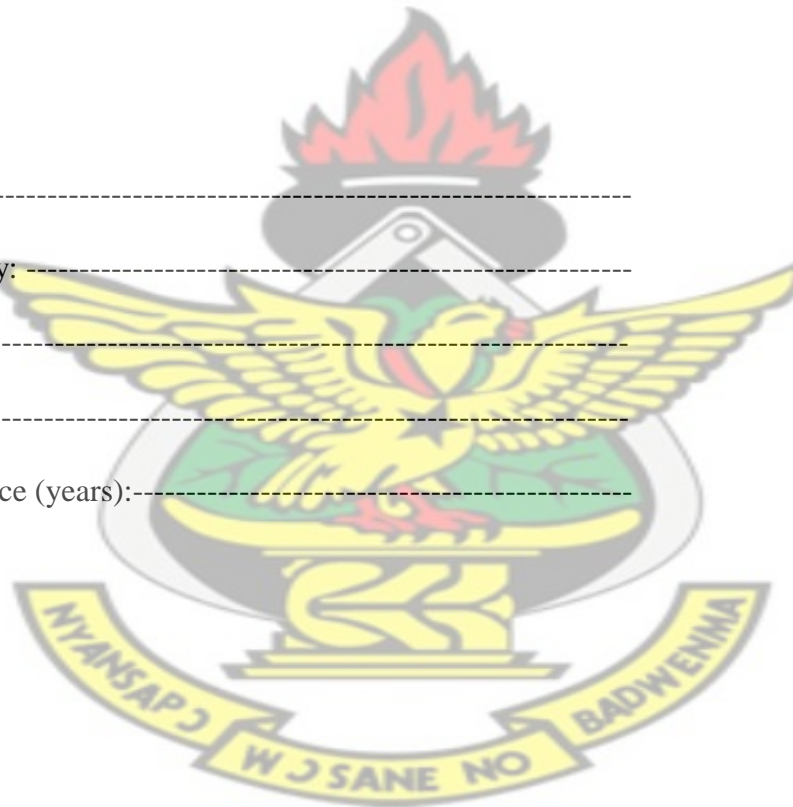 --------------------------------------------------------------
y: ------------------------------------------------------------
--------------------------------------------------------------
--------------------------------------------------------------
ce (years):--------------------------------------------------
NYANSAPƆ WƆSANE NO BADWENMA